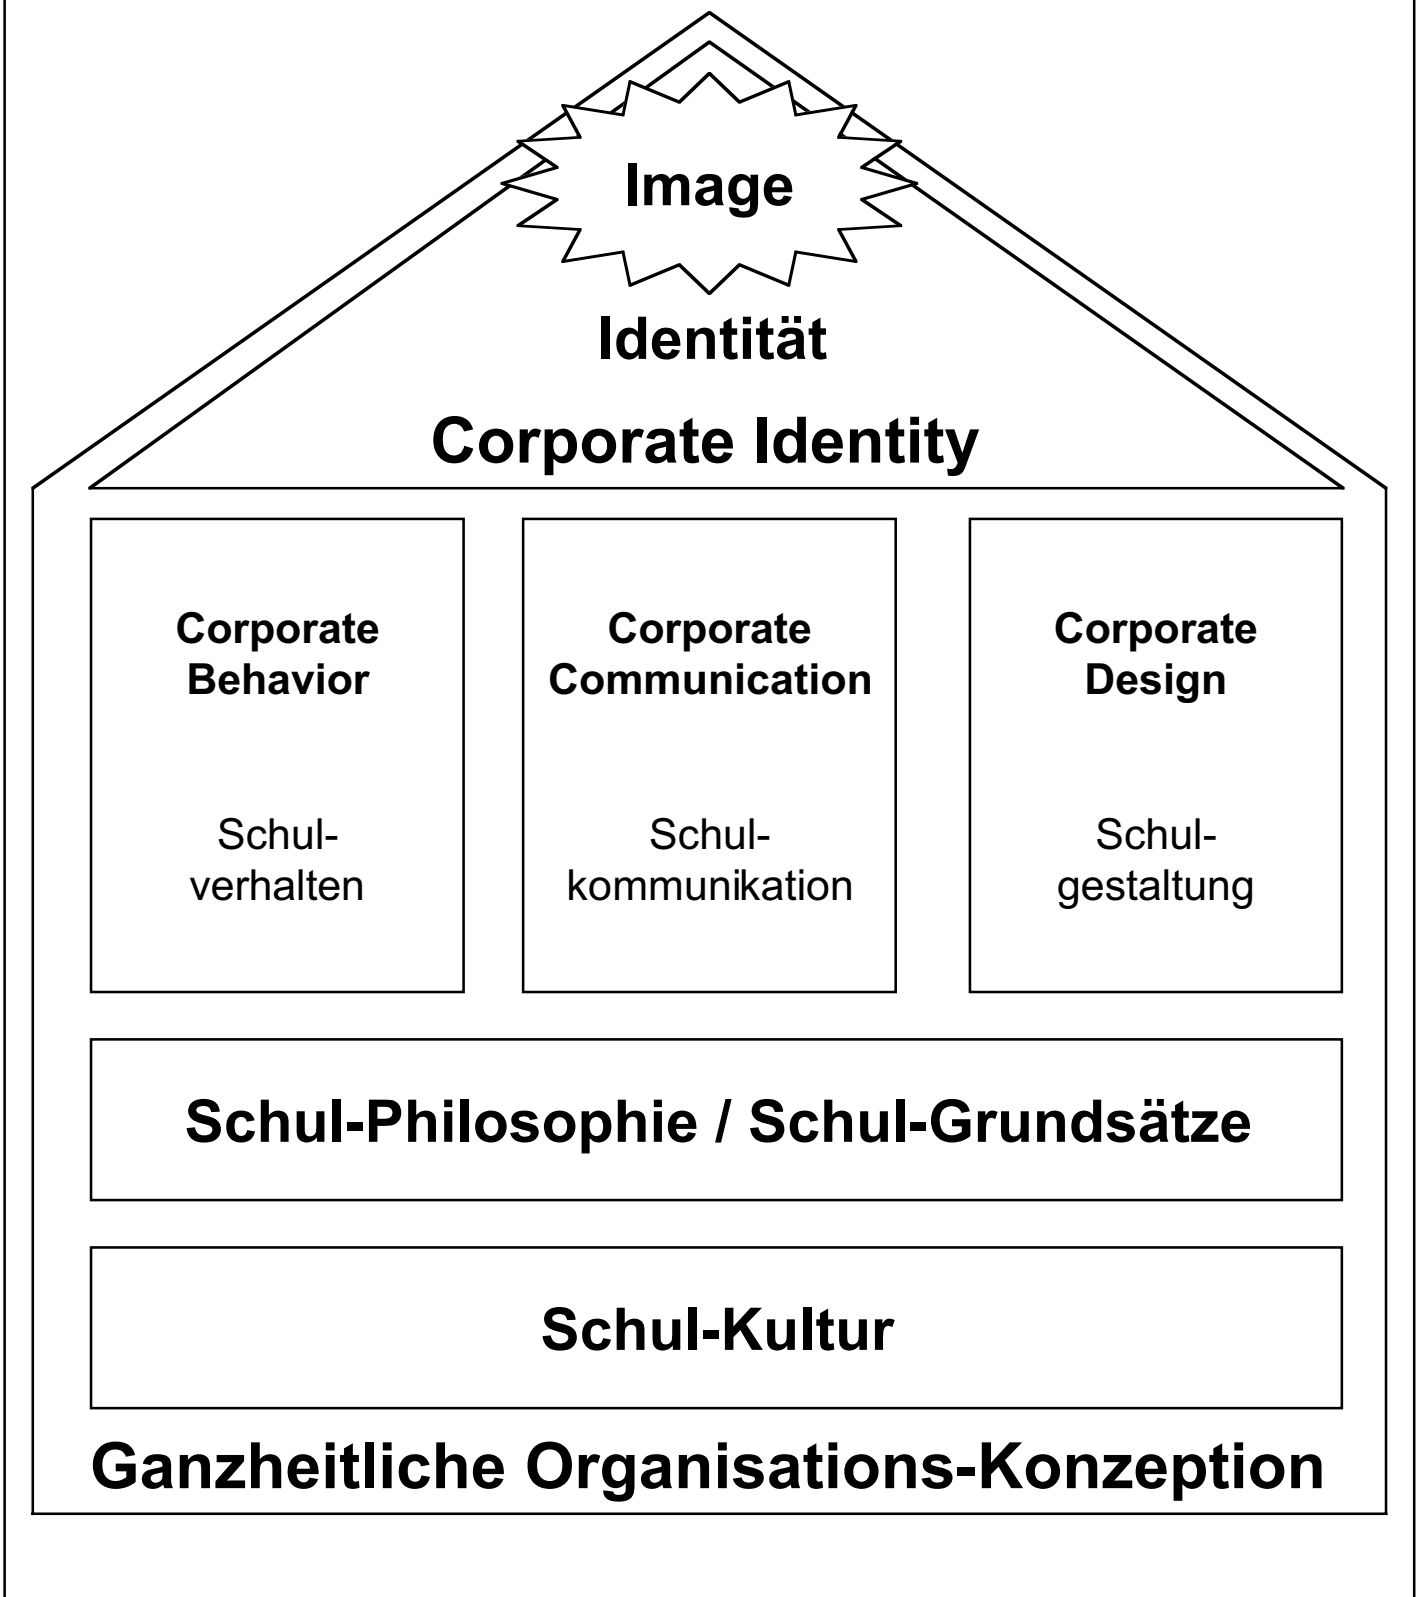 Image
Identität
Corporate Identity
Corporate
Behavior
Schul-
verhalten
Corporate
Communication
Schul-
kommunikation
Corporate
Design
Schul-
gestaltung
Schul-Philosophie / Schul-Grundsätze
Schul-Kultur
Ganzheitliche Organisations-Konzeption